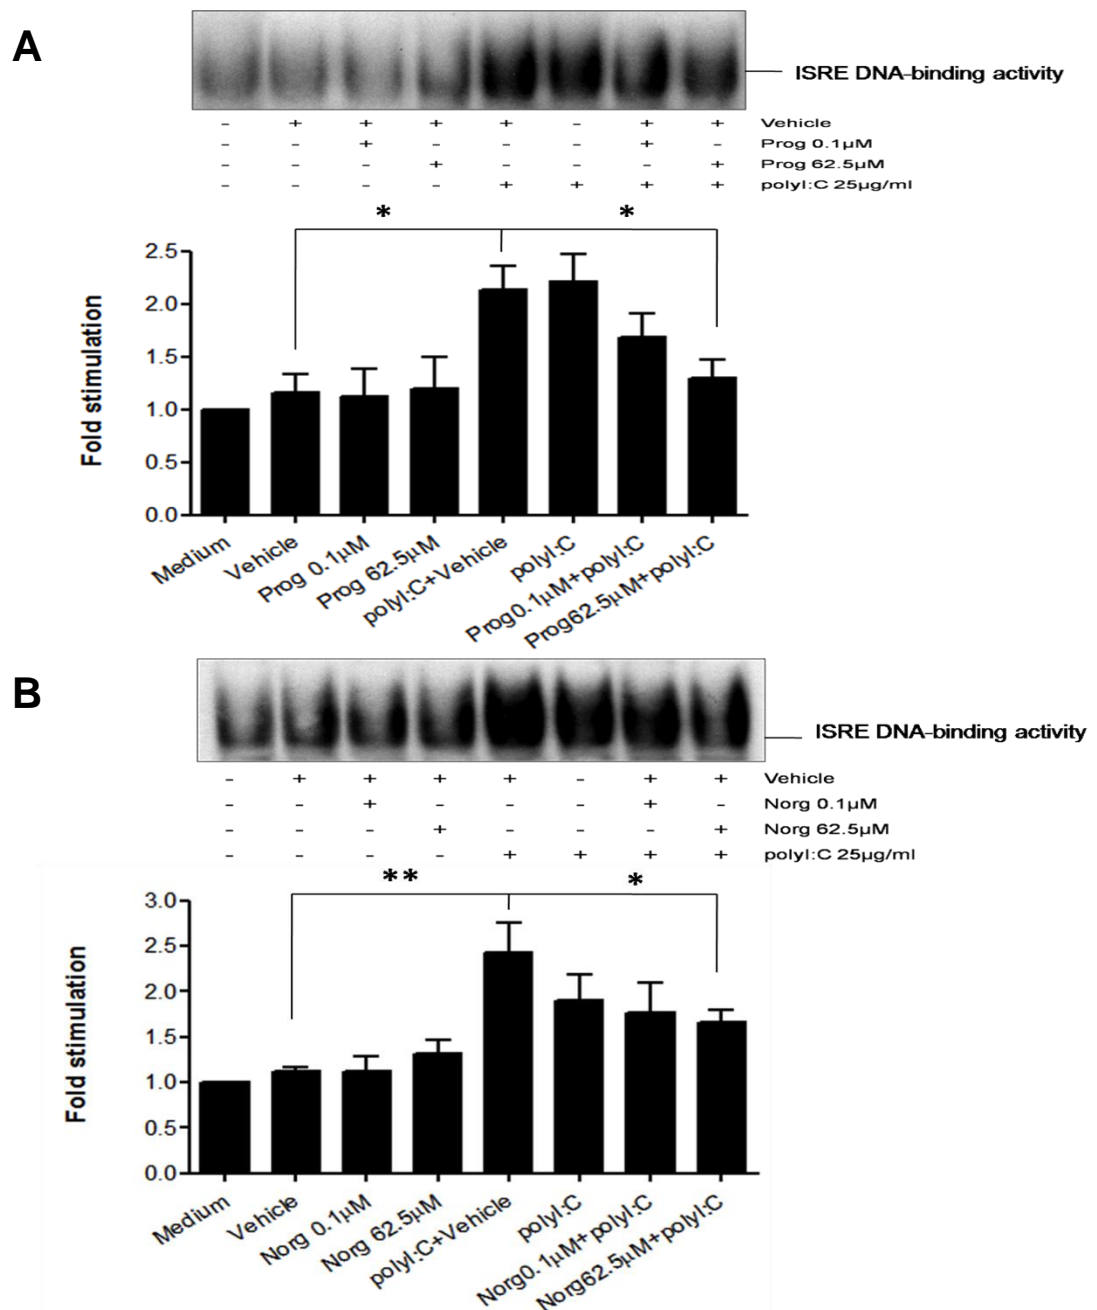 A
ISRE DNA-binding activity
- + + + + - + + Vehicle
- - + - - - + - Prog 0.1μM
- - - + - - - + Prog 62.5μM
- - - - + + + + polyI:C 25μg/ml
* *
2.5
2.0
1.5
1.0
0.5
0.0
Fold stimulation
Medium
Vehicle
Prog 0.1μM
Prog 62.5μM
polyI:C+Vehicle
polyI:C
Prog0.1μM+polyI:C
Prog62.5μM+polyI:C
B
ISRE DNA-binding activity
- + + + + - + + Vehicle
- - + - - - + - Norg 0.1μM
- - - + - - - + Norg 62.5μM
- - - - + + + + polyI:C 25μg/ml
** *
3.0
2.5
2.0
1.5
1.0
0.5
0.0
Fold stimulation
Medium
Vehicle
Norg 0.1μM
Norg 62.5μM
polyI:C+Vehicle
polyI:C
Norg0.1μM+polyI:C
Norg62.5μM+polyI:C